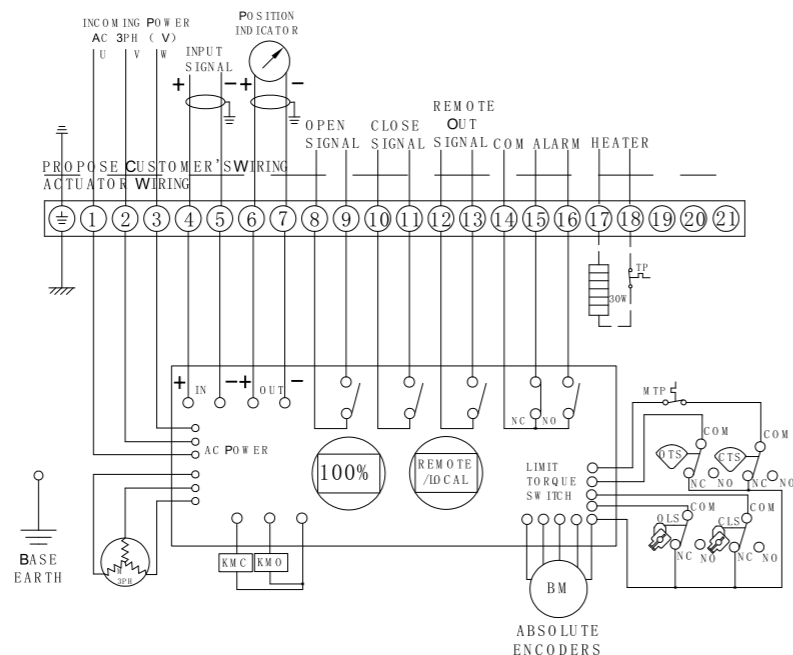 INCOMING POWER
AC 3PH ( V)
U V W
POSITION
INDICATOR
INPUT
SIGNAL
+ −
+ −
OPEN
SIGNAL
CLOSE
SIGNAL
REMOTE
OUT
SIGNAL
COM ALARM
HEATER
PROPOSE CUSTOMER'S WIRING
ACTUATOR WIRING
1 2 3 4 5 6 7 8 9 10 11 12 13 14 15 16 17 18 19 20 21
TP
30W
+ IN − + OUT −
NC NO
AC POWER
100%
REMOTE
/LOCAL
LIMIT
TORQUE
SWITCH
MTP
COM
COM
OTS
CTS
NC NO
NC NO
COM
COM
OLS
CLS
NC NO
NC NO
KMC
KMO
M
3PH
BASE
EARTH
BM
ABSOLUTE
ENCODERS